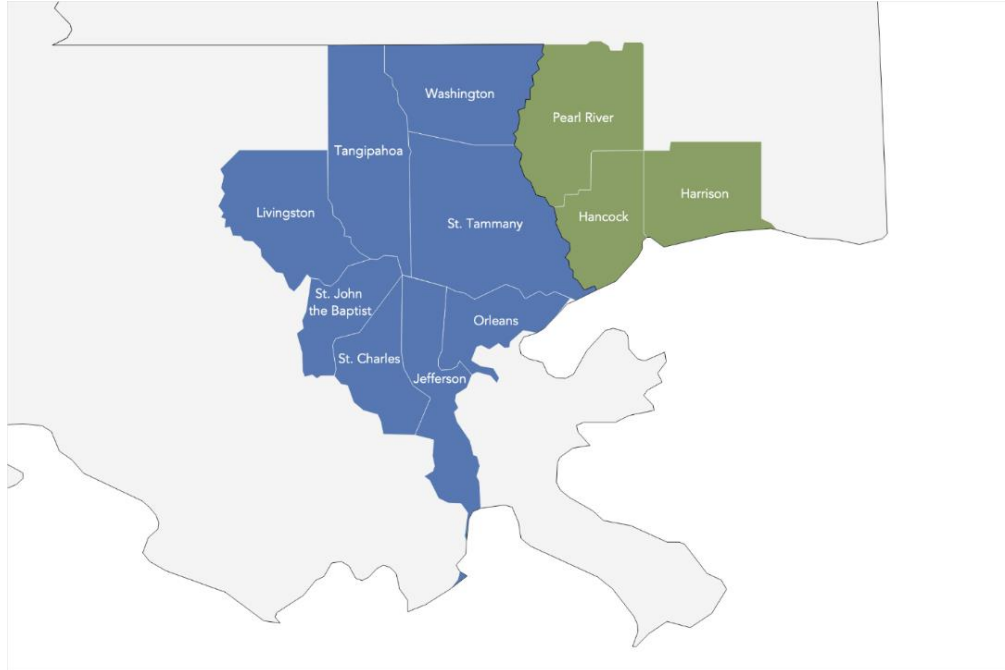 Washington
Pearl River
Tangipahoa
Harrison
Livingston
Hancock
St. Tammany
St. John
the Baptist
Orleans
St. Charles
Jefferson